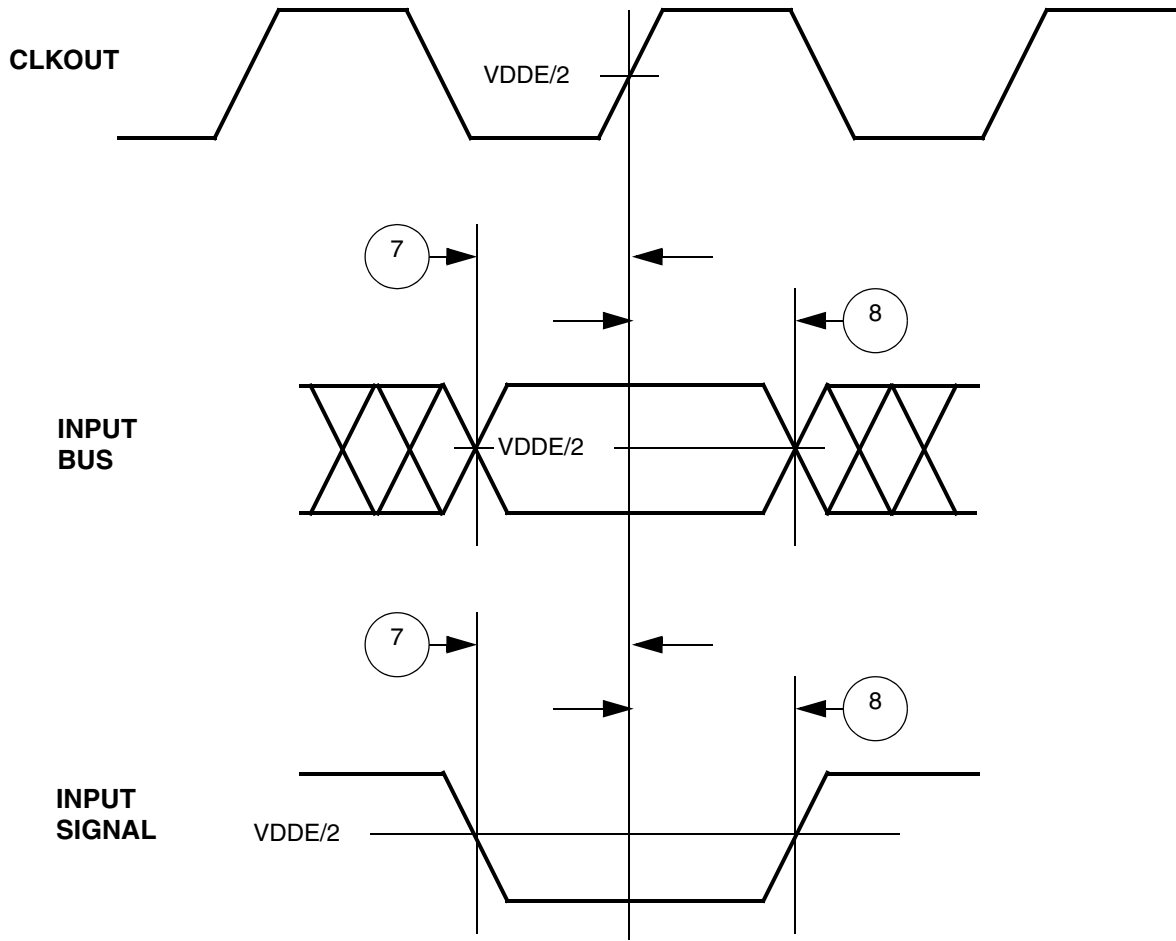 CLKOUT
VDDE/2
7
8
INPUT
BUS
VDDE/2
7
8
INPUT
SIGNAL
VDDE/2